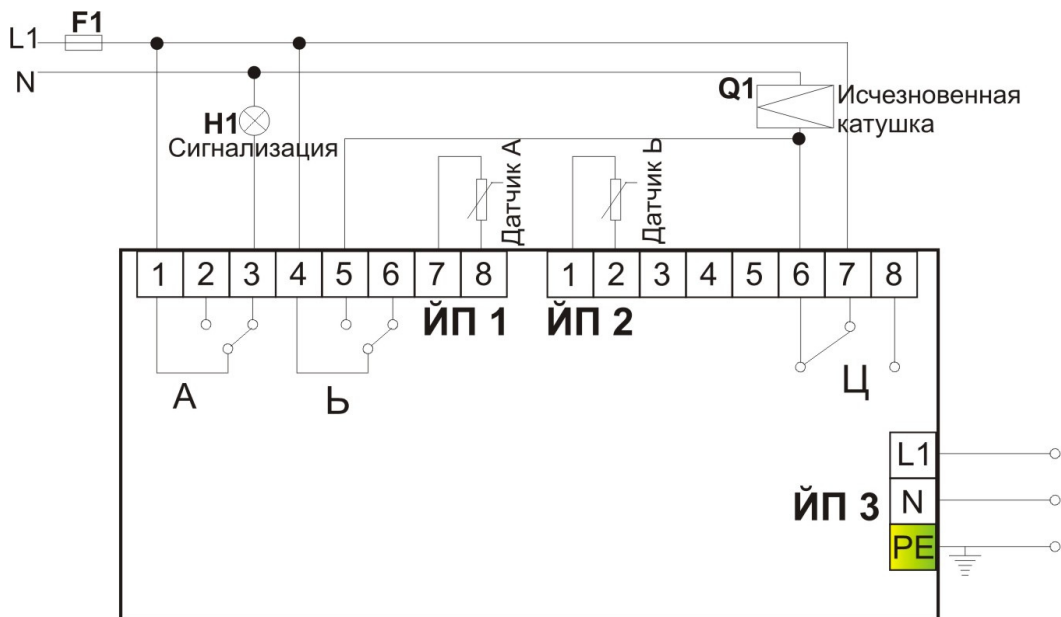 L1
F1
N
H1
Сигнализация
Датчик А
Датчик Ь
Q1
Исчезновенная
катушка
1 2 3 4 5 6 7 8
1 2 3 4 5 6 7 8
ЙП 1
ЙП 2
А
Ь
Ц
L1
ЙП 3
N
PE